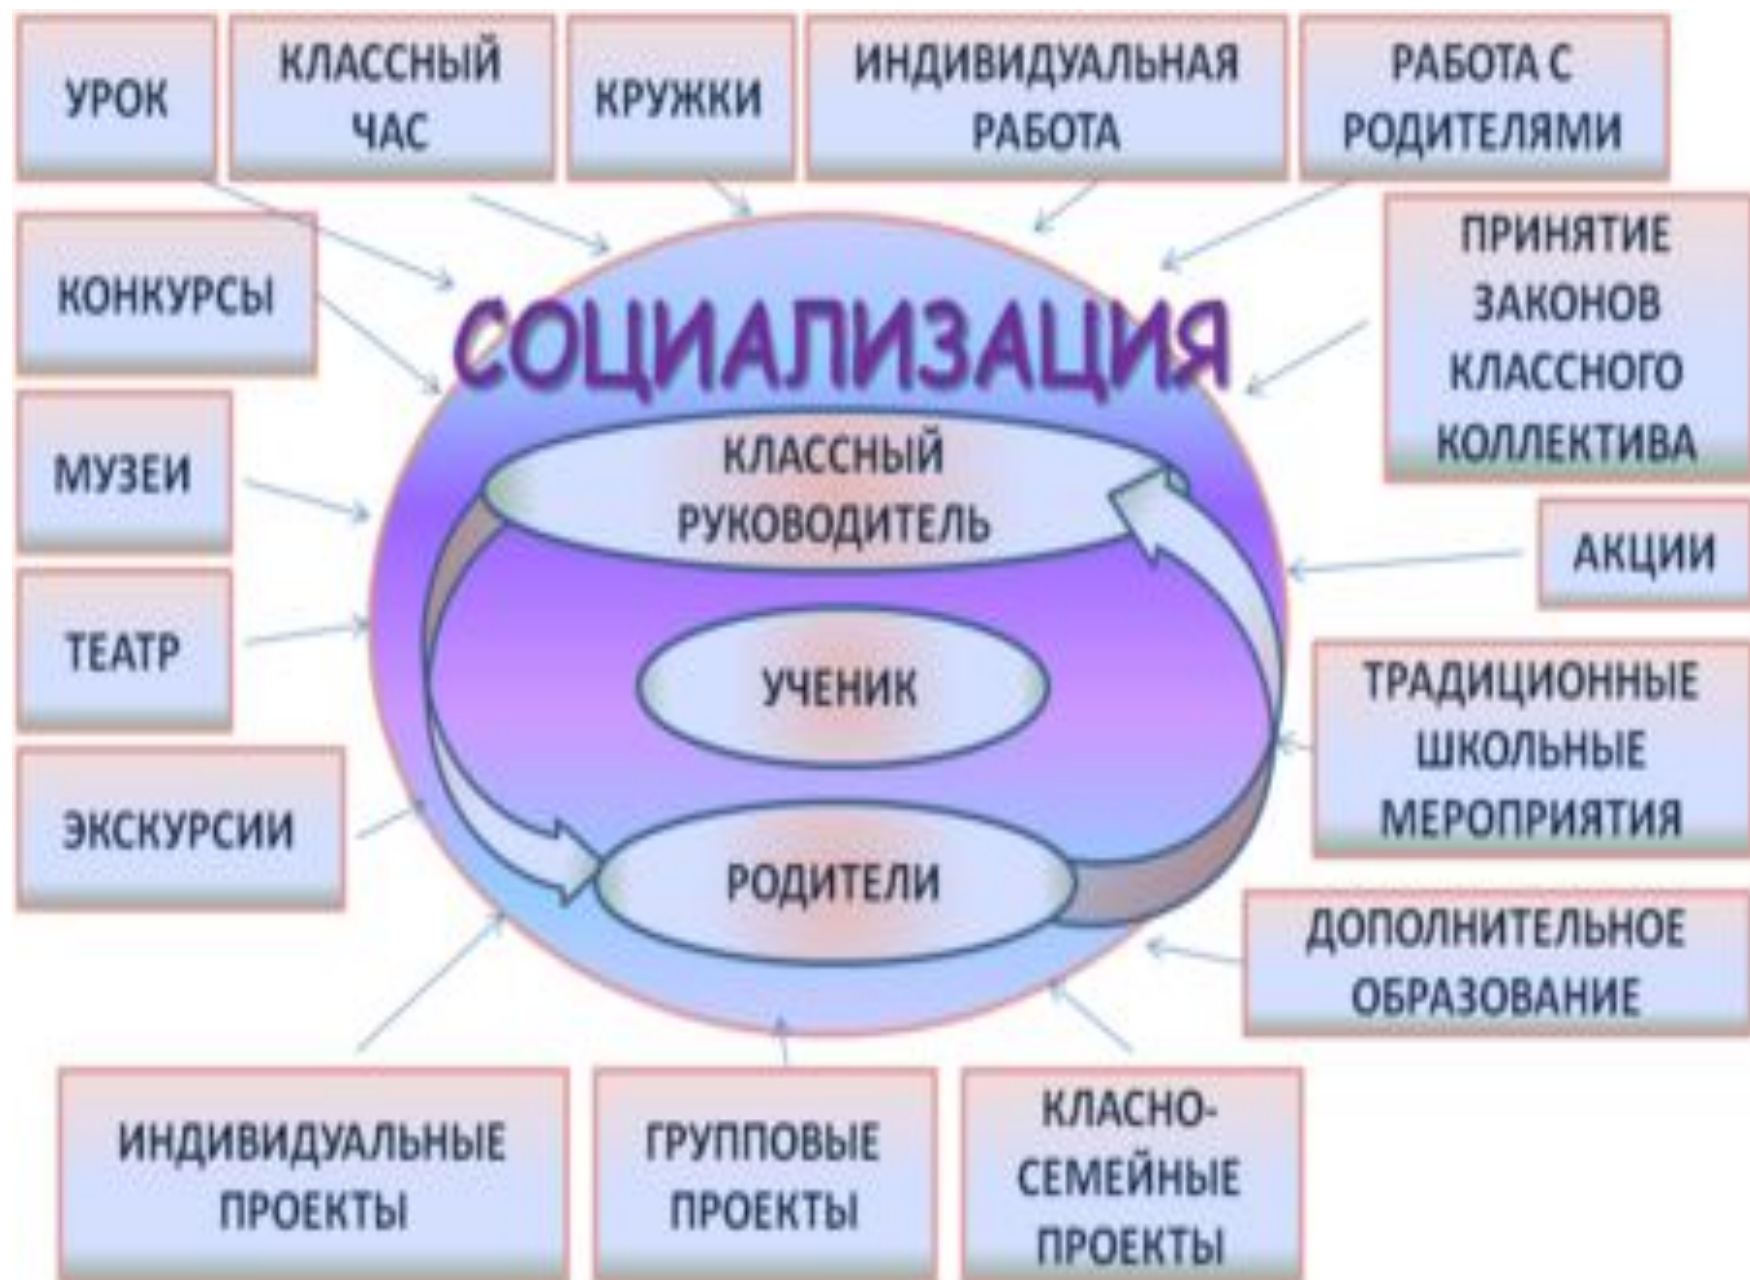 УРОК
КЛАССНЫЙ
ЧАС
КРУЖКИ
ИНДИВИДУАЛЬНАЯ
РАБОТА
РАБОТА С
РОДИТЕЛЯМИ
КОНКУРСЫ
ПРИНЯТИЕ
ЗАКОНОВ
КЛАССНОГО
КОЛЛЕКТИВА
СОЦИАЛИЗАЦИЯ
МУЗЕИ
КЛАССНЫЙ
РУКОВОДИТЕЛЬ
АКЦИИ
ТЕАТР
УЧЕНИК
ТРАДИЦИОННЫЕ
ШКОЛЬНЫЕ
МЕРОПРИЯТИЯ
ЭКСКУРСИИ
РОДИТЕЛИ
ДОПОЛНИТЕЛЬНОЕ
ОБРАЗОВАНИЕ
ИНДИВИДУАЛЬНЫЕ
ПРОЕКТЫ
ГРУППОВЫЕ
ПРОЕКТЫ
КЛАСНО-
СЕМЕЙНЫЕ
ПРОЕКТЫ